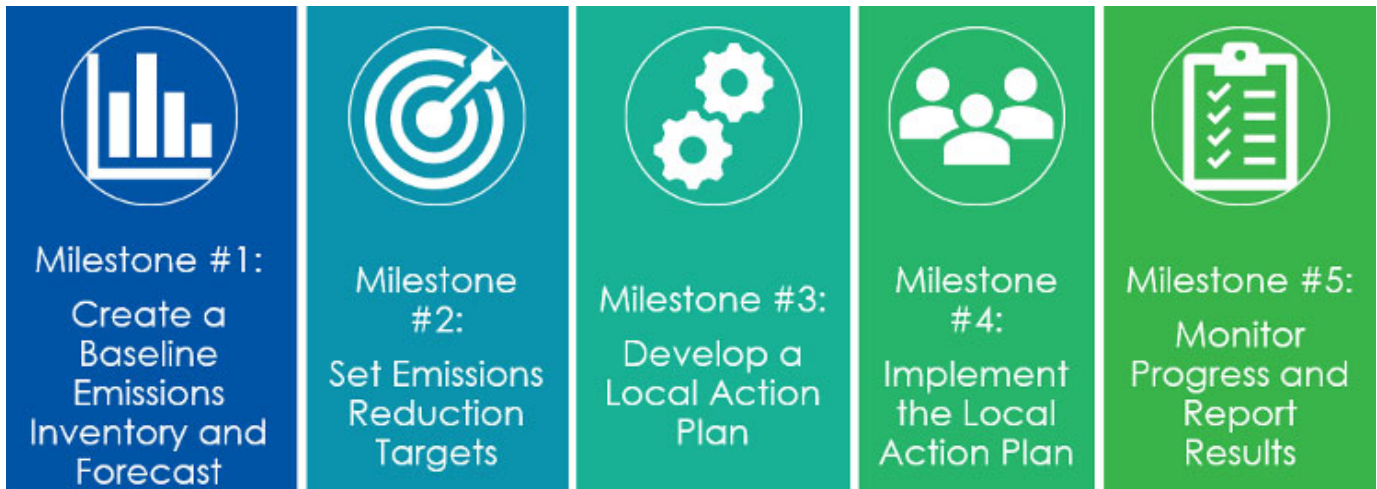 Milestone #1:
Create a
Baseline
Emissions
Inventory and
Forecast
Milestone
#2:
Set Emissions
Reduction
Targets
Milestone #3:
Develop a
Local Action
Plan
Milestone
#4:
Implement
the Local
Action Plan
Milestone #5:
Monitor
Progress and
Report
Results